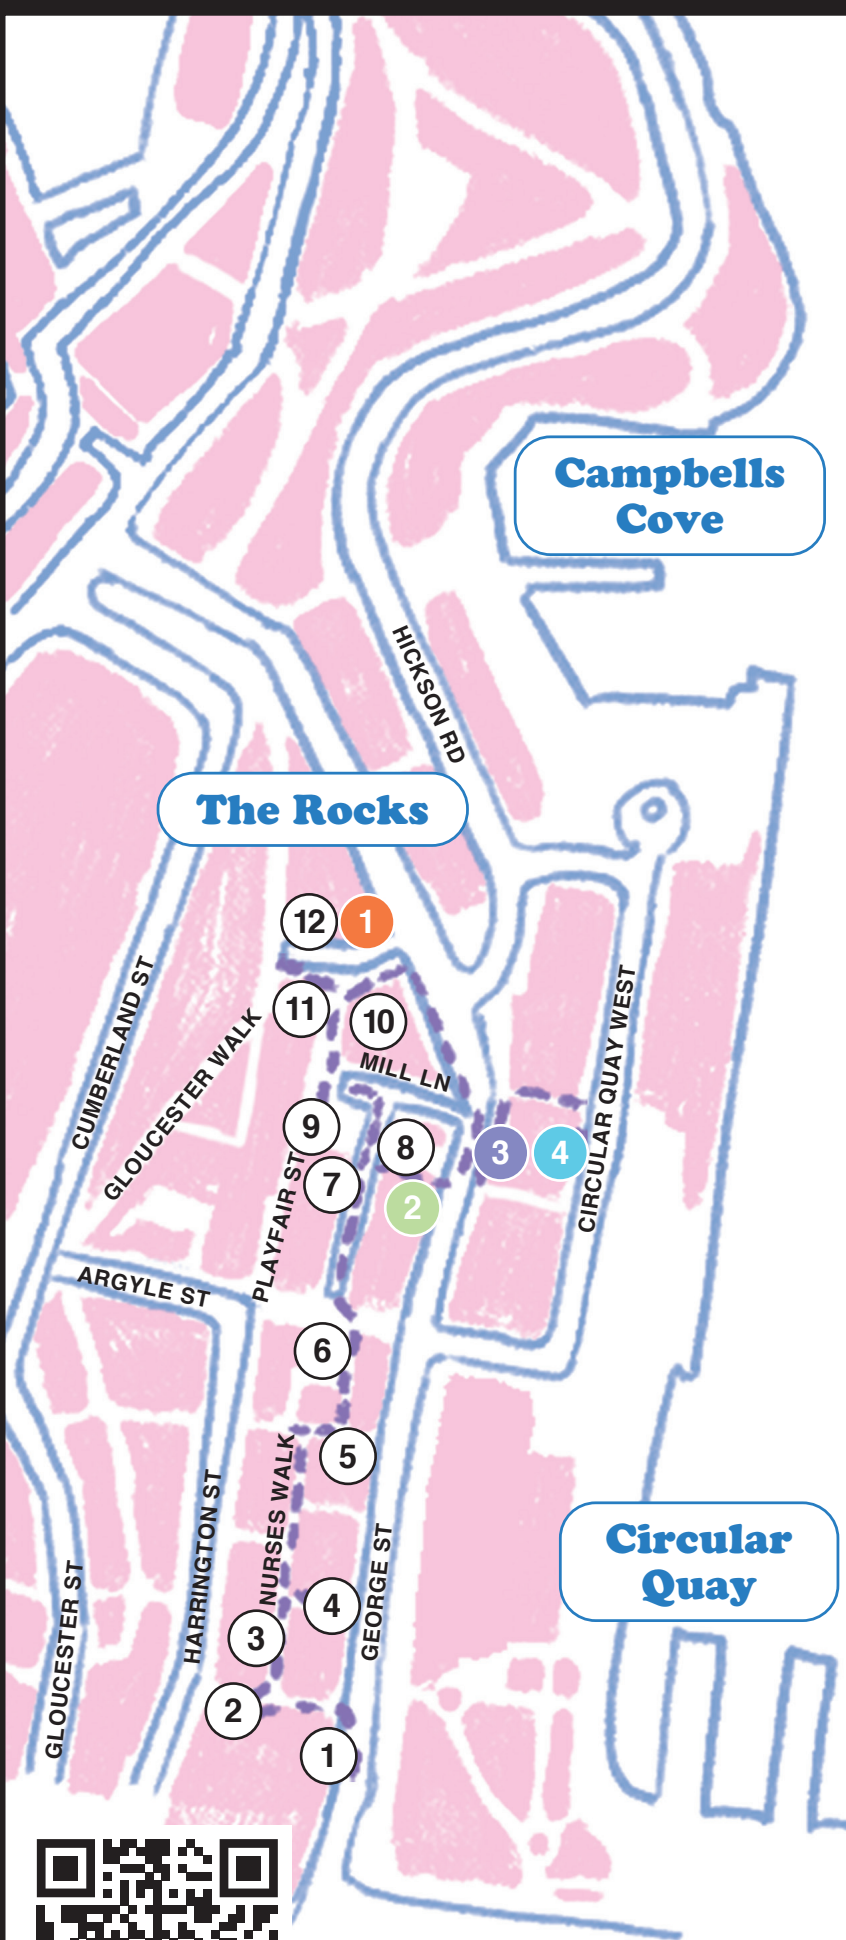 Campbells
Cove
HICKSON RD
The Rocks
12
1
11
10
MILL LN
CUMBERLAND ST
GLOUCESTER WALK
CIRCULAR QUAY WEST
9
8
3
4
7
2
PLAYFAIR ST
ARGYLE ST
6
5
NURSES WALK
HARRINGTON ST
GEORGE ST
Circular
Quay
GLOUCESTER ST
4
3
2
1